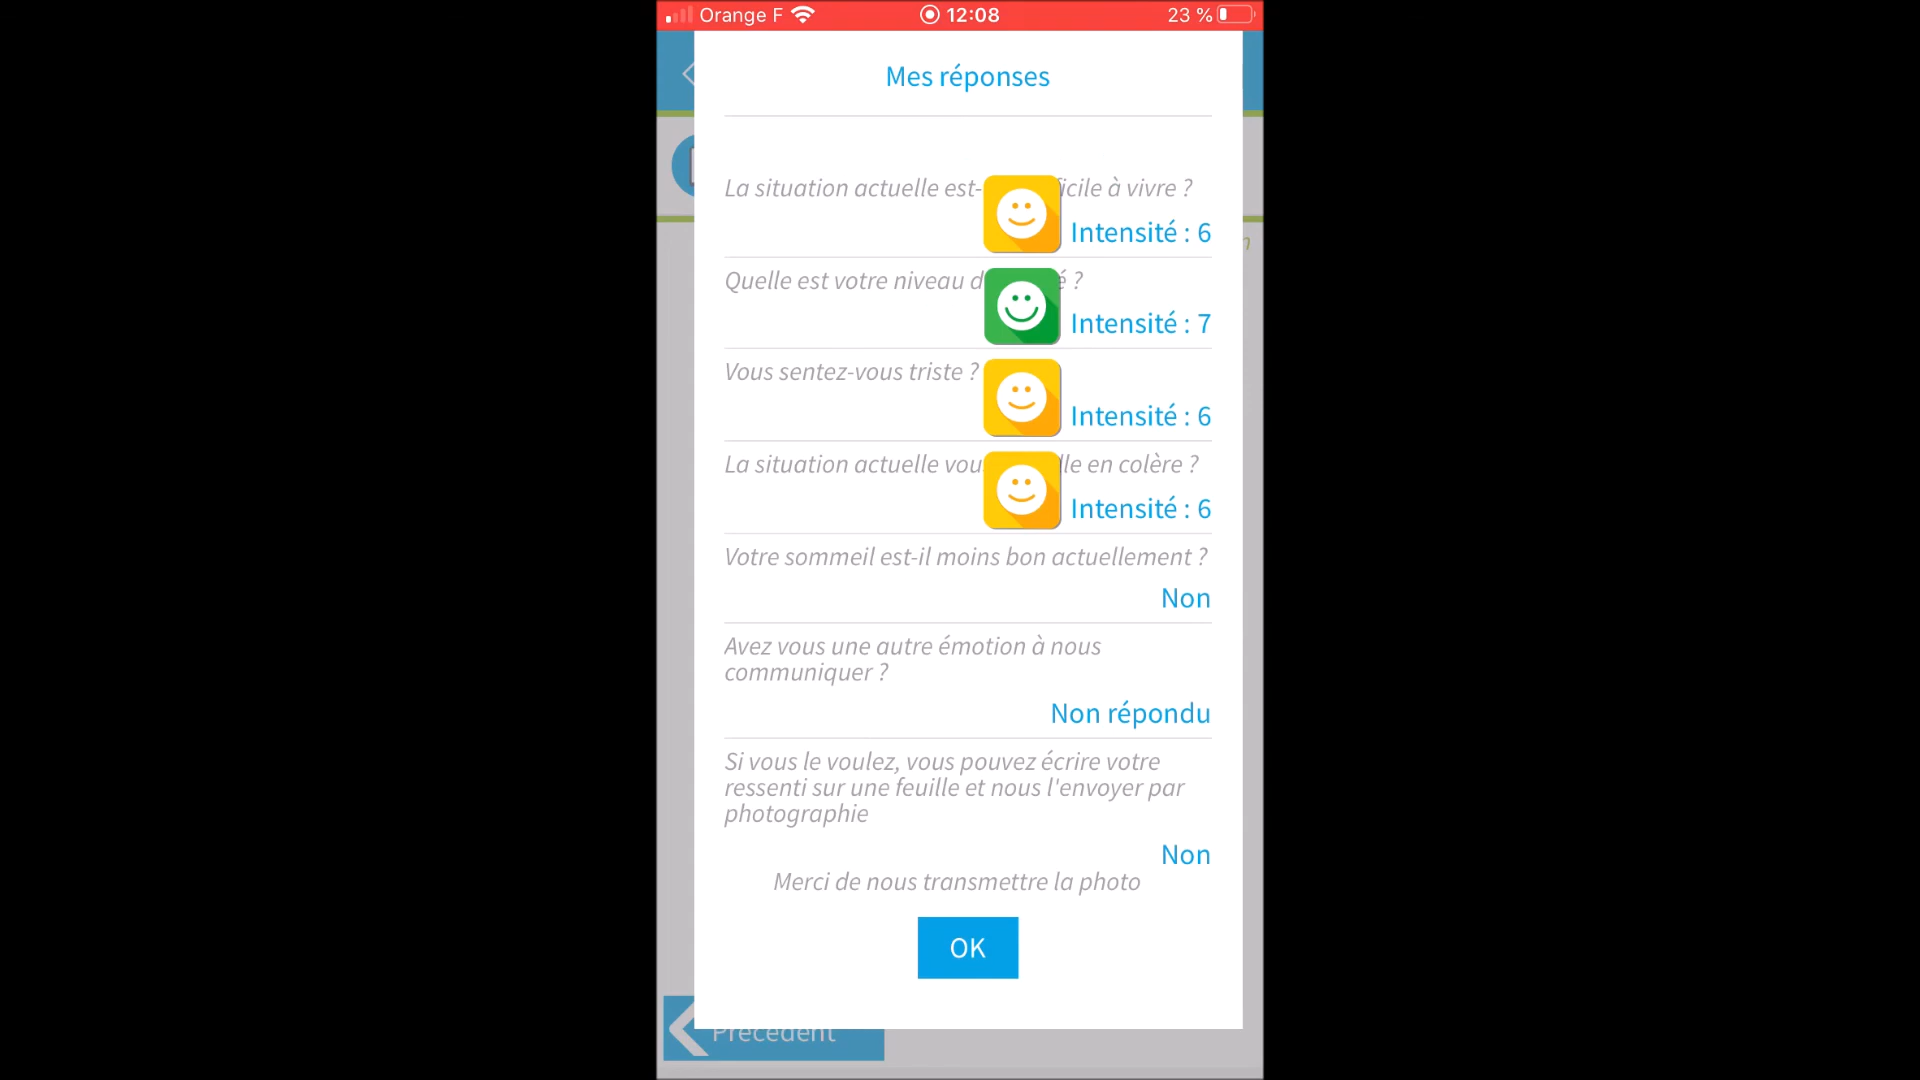 Orange F 12:08 23 %
Mes réponses
La situation actuelle est- icile à vivre ?
Intensité : 6
Quelle est votre niveau d é ?
Intensité : 7
Vous sentez-vous triste ?
Intensité : 6
La situation actuelle vou lle en colère ?
Intensité : 6
Votre sommeil est-il moins bon actuellement ?
Non
Avez vous une autre émotion à nous
communiquer ?
Non répondu
Si vous le voulez, vous pouvez écrire votre
ressenti sur une feuille et nous l'envoyer par
photographie
Non
Merci de nous transmettre la photo
OK
Précédent